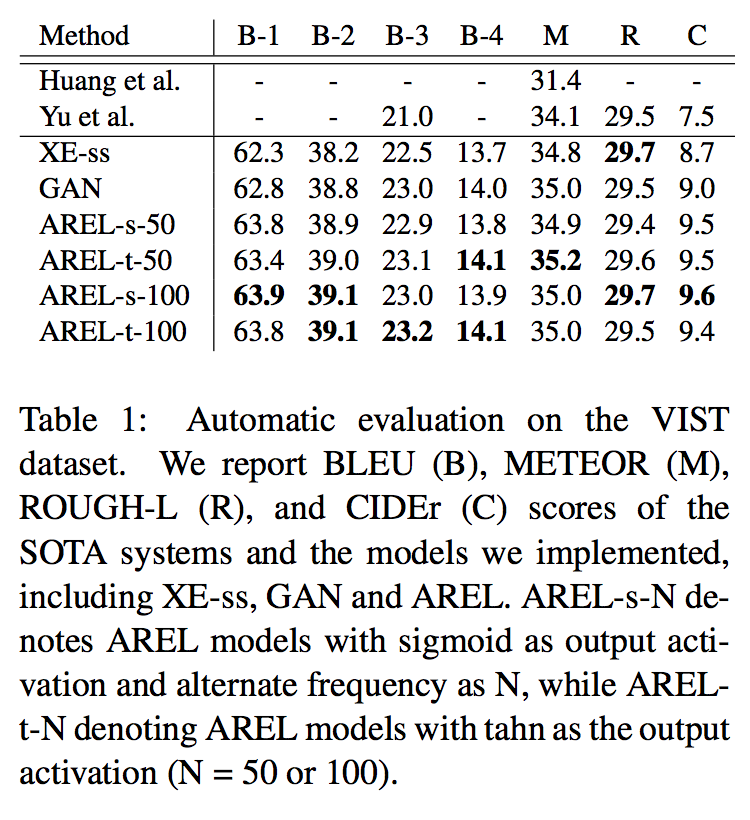 Method B-1 B-2 B-3 B-4 M R C
Huang et al. - - - - 31.4 - -
Yu et al. - - 21.0 - 34.1 29.5 7.5
XE-ss 62.3 38.2 22.5 13.7 34.8 29.7 8.7
GAN 62.8 38.8 23.0 14.0 35.0 29.5 9.0
AREL-s-50 63.8 38.9 22.9 13.8 34.9 29.4 9.5
AREL-t-50 63.4 39.0 23.1 14.1 35.2 29.6 9.5
AREL-s-100 63.9 39.1 23.0 13.9 35.0 29.7 9.6
AREL-t-100 63.8 39.1 23.2 14.1 35.0 29.5 9.4
Table 1: Automatic evaluation on the VIST
dataset. We report BLEU (B), METEOR (M),
ROUGH-L (R), and CIDEr (C) scores of the
SOTA systems and the models we implemented,
including XE-ss, GAN and AREL. AREL-s-N de-
notes AREL models with sigmoid as output acti-
vation and alternate frequency as N, while AREL-
t-N denoting AREL models with tahn as the output
activation (N = 50 or 100).